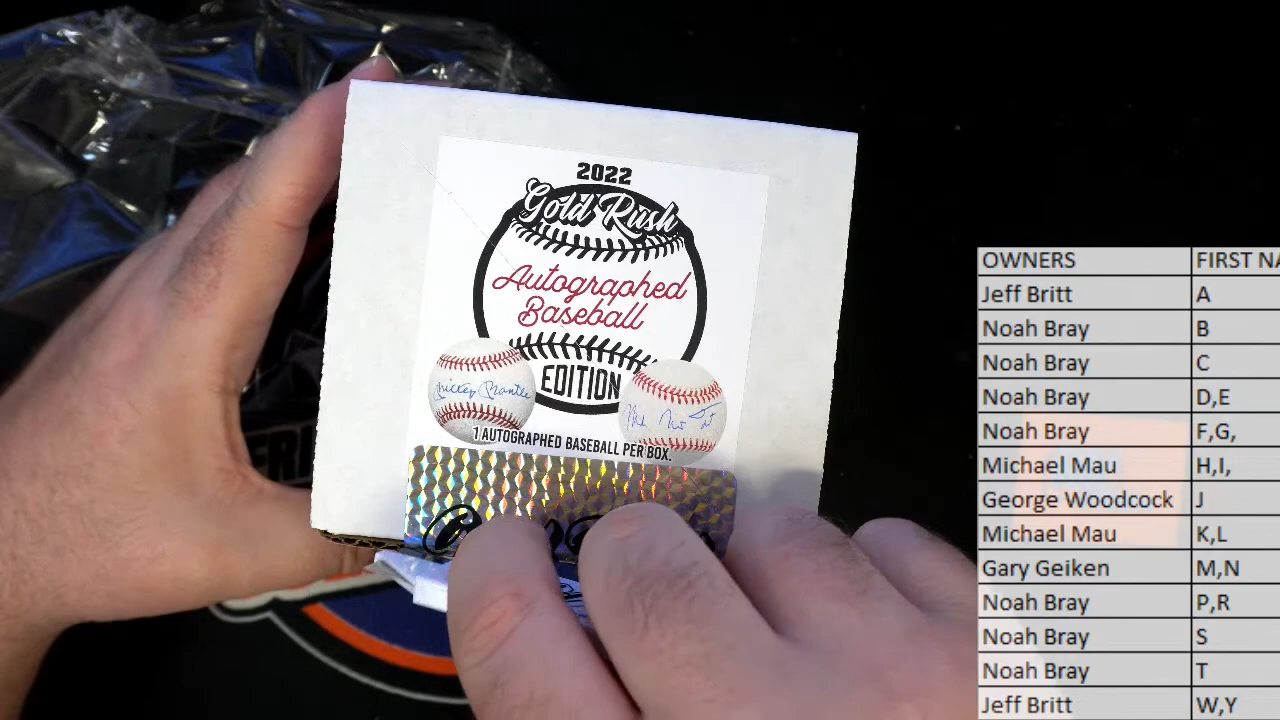 2022
Gold Rush
Autographed
Baseball
EDITION
Mickey Mantle
1 AUTOGRAPHED BASEBALL PER BOX.
OWNERS FIRST NA
Jeff Britt A
Noah Bray B
Noah Bray C
Noah Bray D,E
Noah Bray F,G,
Michael Mau H,I,
George Woodcock J
Michael Mau K,L
Gary Geiken M,N
Noah Bray P,R
Noah Bray S
Noah Bray T
Jeff Britt W,Y